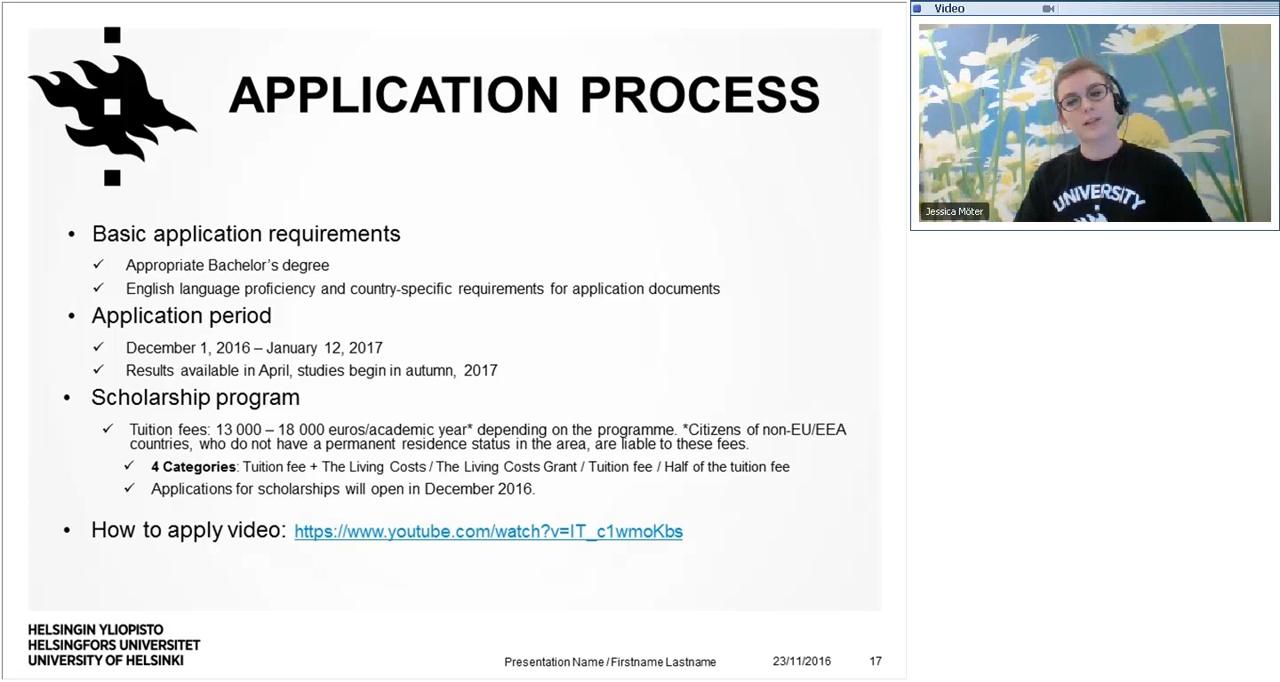 Video
APPLICATION PROCESS
UNIVERSITY
Jessica Möter
• Basic application requirements
✓ Appropriate Bachelor's degree
✓ English language proficiency and country-specific requirements for application documents
• Application period
✓ December 1, 2016 – January 12, 2017
✓ Results available in April, studies begin in autumn, 2017
• Scholarship program
✓ Tuition fees: 13 000 – 18 000 euros/academic year* depending on the programme. *Citizens of non-EU/EEA
countries, who do not have a permanent residence status in the area, are liable to these fees.
✓ 4 Categories: Tuition fee + The Living Costs / The Living Costs Grant / Tuition fee / Half of the tuition fee
✓ Applications for scholarships will open in December 2016.
• How to apply video: https://www.youtube.com/watch?v=IT_c1wmoKbs
HELSINGIN YLIOPISTO
HELSINGFORS UNIVERSITET
UNIVERSITY OF HELSINKI
Presentation Name / Firstname Lastname
23/11/2016
17